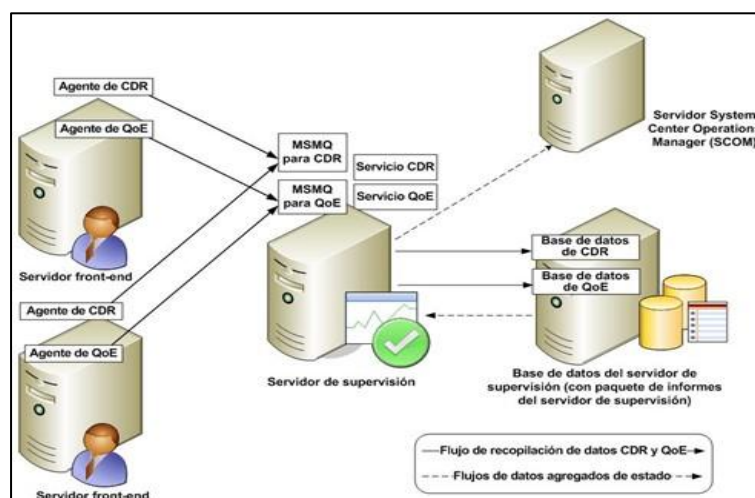 Agente de CDR
Agente de QoE
Servidor front-end
Agente de CDR
Agente de QoE
Servidor front-end
MSMQ
para CDR
Servicio CDR
MSMQ
para QoE
Servicio QoE
Servidor de supervisión
Servidor System
Center Operations
Manager (SCOM)
Base de datos
de CDR
Base de datos
de QoE
Base de datos del servidor de
supervisión (con paquete de informes
del servidor de supervisión)
Flujo de recopilación de datos CDR y QoE
Flujos de datos agregados de estado